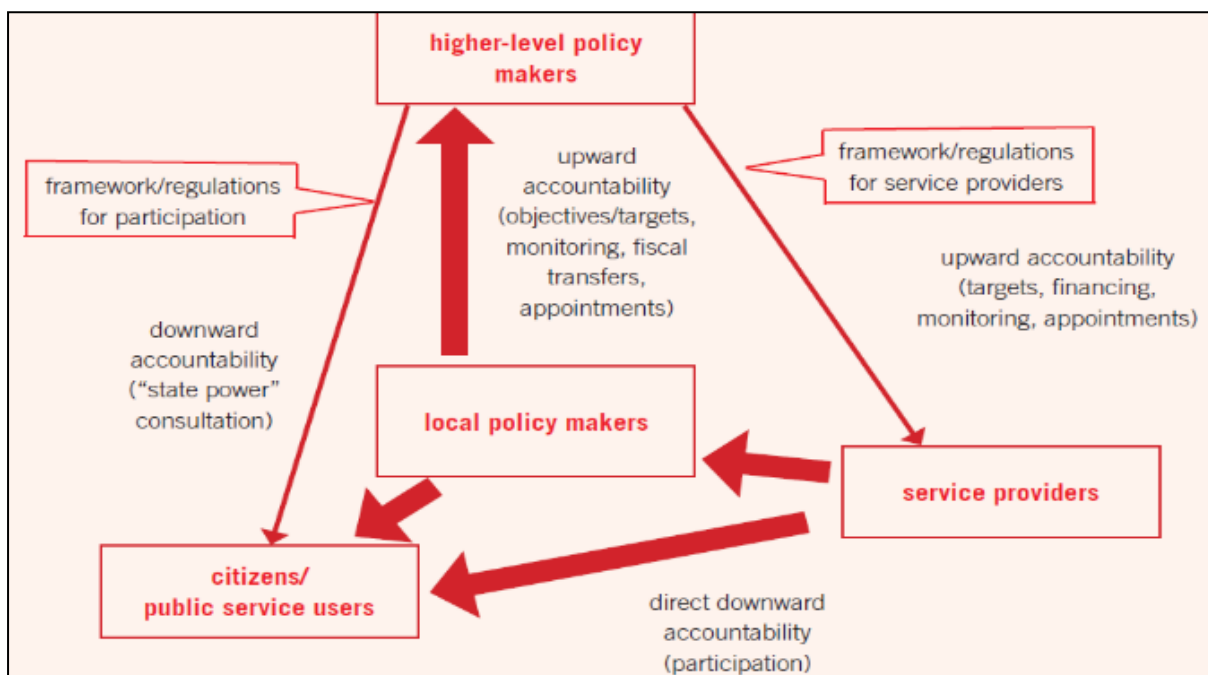 higher-level policy
makers
framework/regulations
for participation
upward
accountability
(objectives/targets,
monitoring, fiscal
transfers,
appointments)
framework/regulations
for service providers
upward accountability
(targets, financing,
monitoring, appointments)
downward
accountability
(“state power”
consultation)
local policy makers
service providers
citizens/
public service users
direct downward
accountability
(participation)